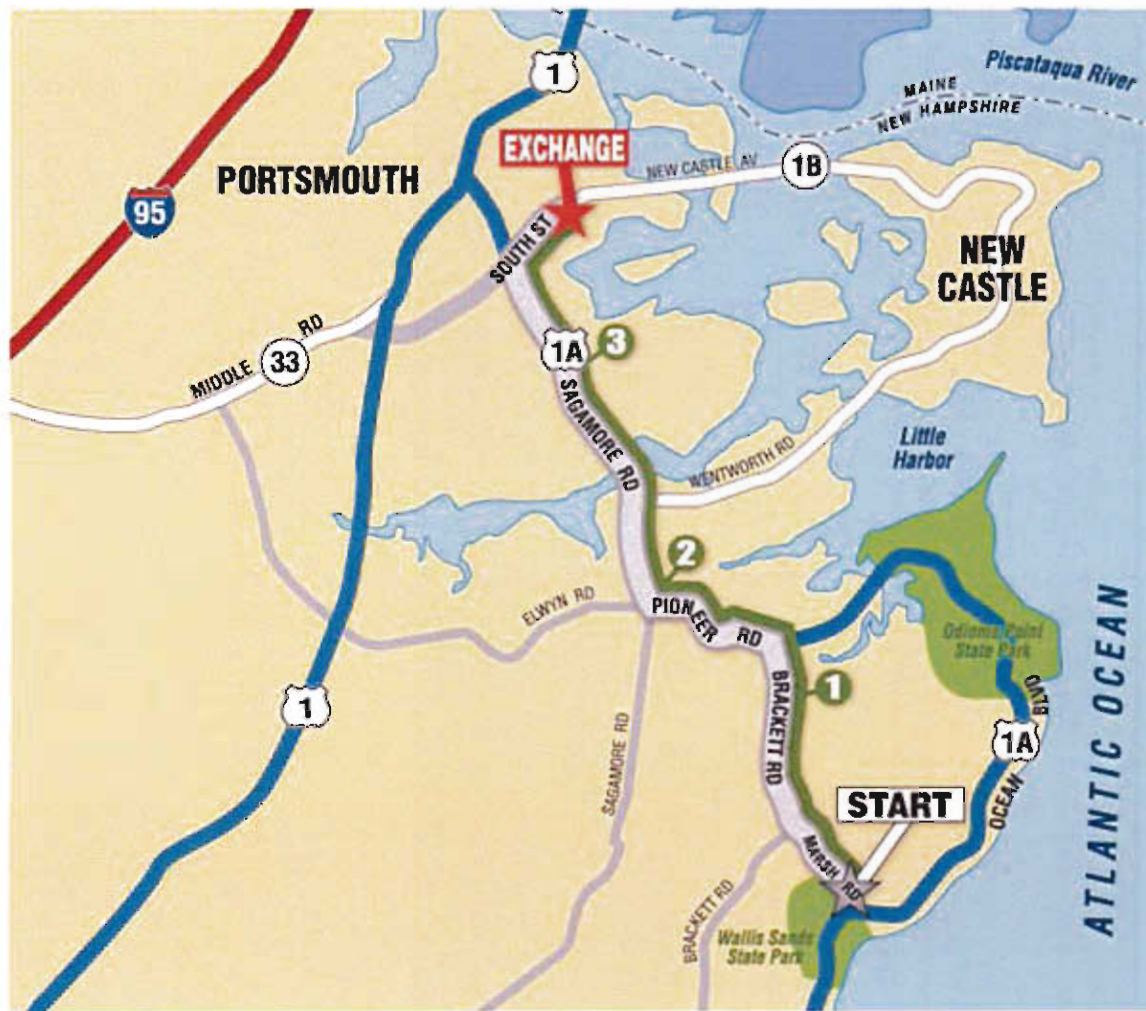 Piscataqua River
MAINE
NEW HAMPSHIRE
1
EXCHANGE
NEW CASTLE AV
1B
PORTSMOUTH
95
SOUTH ST
NEW
CASTLE
1A
3
MIDDLE RD
33
SAGAMORE RD
Little
Harbor
WENTWORTH RD
2
PIONEER RD
ELWYN RD
Odiorne Point
State Park
1
BRACKETT RD
1
BLVD
1A
OCEAN
SAGAMORE RD
START
MARSH RD
BRACKETT RD
Wallis Sands
State Park
ATLANTIC OCEAN